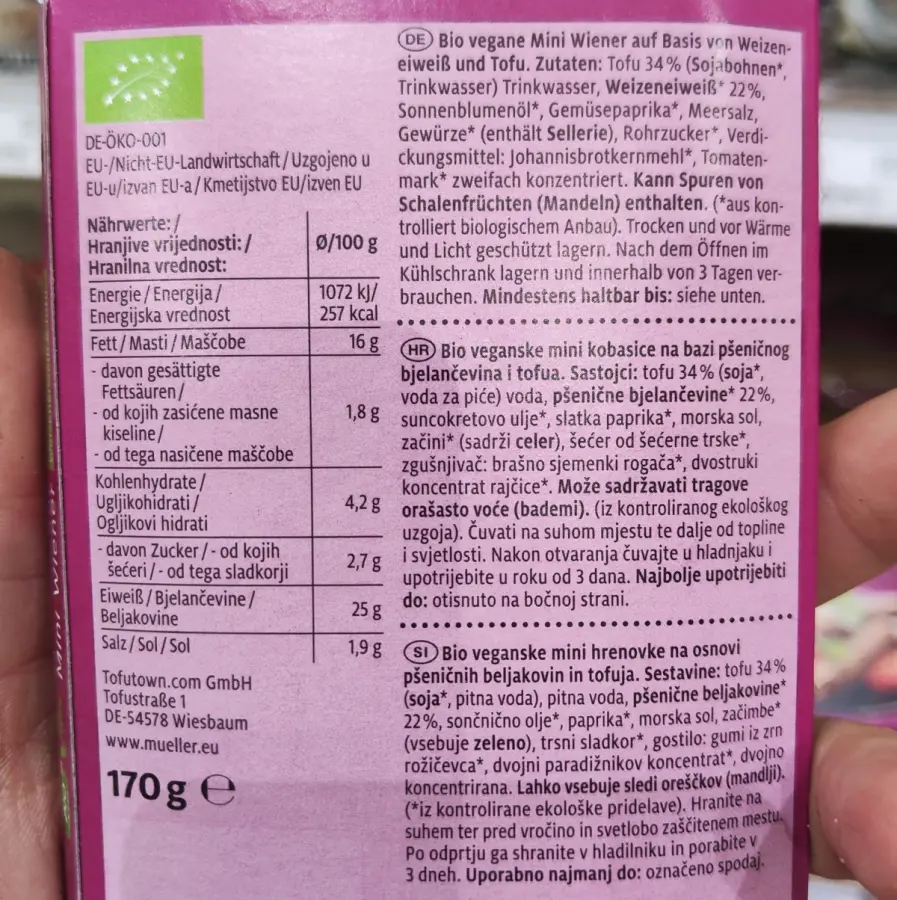 DE-ÖKO-001
EU-/Nicht-EU-Landwirtschaft/Uzgojeno u
EU-u/izvan EU-a/Kmetijstvo EU/izven EU
Nährwerte:/
Hranjive vrijednosti:/
Hranilna vrednost:
Ø/100 g
Energie/Energija/
Energijska vrednost
1072 kJ/
257 kcal
Fett/Masti/Maščobe
16 g
- davon gesättigte
Fettsäuren/
- od kojih zasićene masne
kiseline/
- od tega nasičene maščobe
1,8 g
Kohlenhydrate/
Ugljikohidrati/
Ogljikovi hidrati
4,2 g
- davon Zucker/- od kojih
šećeri/- od tega sladkorji
2,7 g
Eiweiß/Bjelančevine/
Beljakovine
25 g
Salz/Sol/Sol
1,9 g
Tofutown.com GmbH
Tofustraße 1
DE-54578 Wiesbaum
www.mueller.eu
170 g e
DE Bio vegane Mini Wiener auf Basis von Weizen-
eiweiß und Tofu. Zutaten: Tofu 34% (Sojabohnen*,
Trinkwasser) Trinkwasser, Weizeneiweiß* 22%,
Sonnenblumenöl*, Gemüsepaprika*, Meersalz,
Gewürze* (enthält Sellerie), Rohrzucker*, Verdi-
ckungsmittel: Johannisbrotkernmehl*, Tomaten-
mark* zweifach konzentriert. Kann Spuren von
Schalenfrüchten (Mandeln) enthalten. (*aus kon-
trolliert biologischem Anbau). Trocken und vor Wärme
und Licht geschützt lagern. Nach dem Öffnen im
Kühlschrank lagern und innerhalb von 3 Tagen ver-
brauchen. Mindestens haltbar bis: siehe unten.
HR Bio veganske mini kobasice na bazi pšeničnog
bjelančevina i tofua. Sastojci: tofu 34% (soja*,
voda za piće) voda, pšenične bjelančevine* 22%,
suncokretovo ulje*, slatka paprika*, morska sol,
začini* (sadrži celer), šećer od šećerne trske*,
zgušnjivač: brašno sjemenki rogača*, dvostruki
koncentrat rajčice*. Može sadržavati tragove
orašasto voće (bademi). (iz kontroliranog ekološkog
uzgoja). Čuvati na suhom mjestu te dalje od topline
i svjetlosti. Nakon otvaranja čuvajte u hladnjaku i
upotrijebite u roku od 3 dana. Najbolje upotrijebiti
do: otisnuto na bočnoj strani.
SI Bio veganske mini hrenovke na osnovi
pšeničnih beljakovin in tofuja. Sestavine: tofu 34%
(soja*, pitna voda), pitna voda, pšenične beljakovine*
22%, sončnično olje*, paprika*, morska sol, začimbe*
(vsebuje zeleno), trsni sladkor*, gostilo: gumi iz zrn
rožičevca*, dvojni paradižnikov koncentrat*, dvojno
koncentrirana. Lahko vsebuje sledi oreščkov (mandlji).
(*iz kontrolirane ekološke pridelave). Hranite na
suhem ter pred vročino in svetlobo zaščitenem mestu.
Po odprtju ga shranite v hladilniku in porabite v
3 dneh. Uporabno najmanj do: označeno spodaj.
Mini Wiener